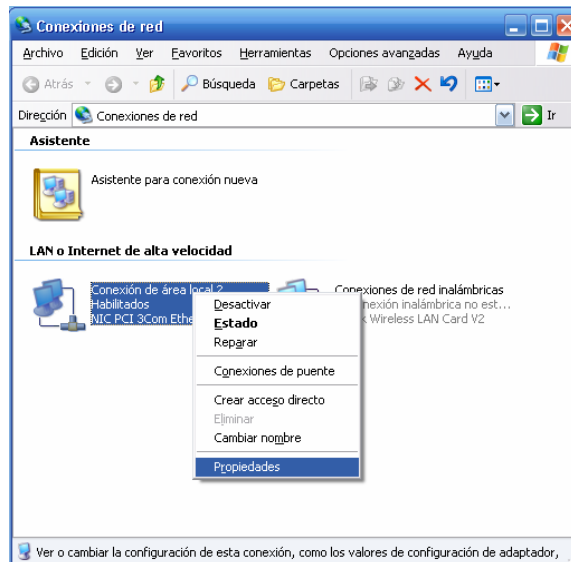 Conexiones de red
Archivo Edición Ver Favoritos Herramientas Opciones avanzadas Ayuda
Atrás Búsqueda Carpetas
Dirección Conexiones de red Ir
Asistente
Asistente para conexión nueva
LAN o Internet de alta velocidad
Conexión de área local 2
Habilitados
NIC PCI 3Com Ethe
Conexiones de red inalámbricas
nexión inalámbrica no est...
Wireless LAN Card V2
Desactivar
Estado
Reparar
Conexiones de puente
Crear acceso directo
Eliminar
Cambiar nombre
Propiedades
Ver o cambiar la configuración de esta conexión, como los valores de configuración de adaptador,